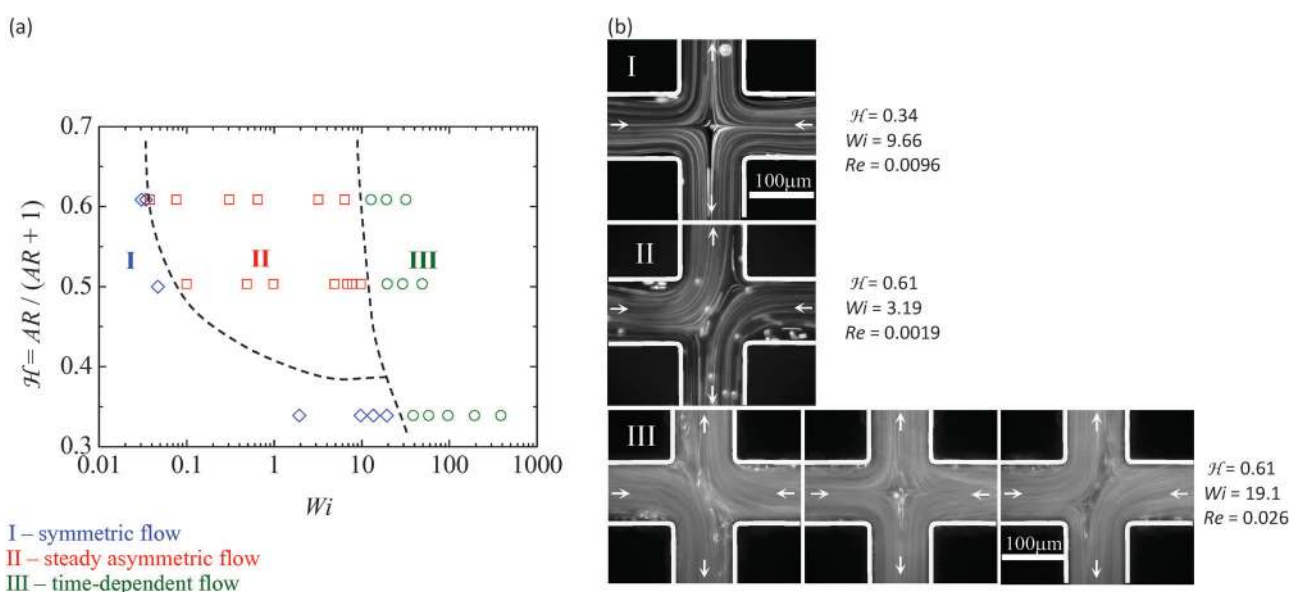 (a)
0.7
0.6
0.5
0.4
0.3
ℋ = AR / (AR + 1)
I
II
III
0.01
0.1
1
10
100
1000
Wi
I – symmetric flow
II – steady asymmetric flow
III – time-dependent flow
(b)
I
100μm
ℋ = 0.34
Wi = 9.66
Re = 0.0096
II
ℋ = 0.61
Wi = 3.19
Re = 0.0019
III
100μm
ℋ = 0.61
Wi = 19.1
Re = 0.026